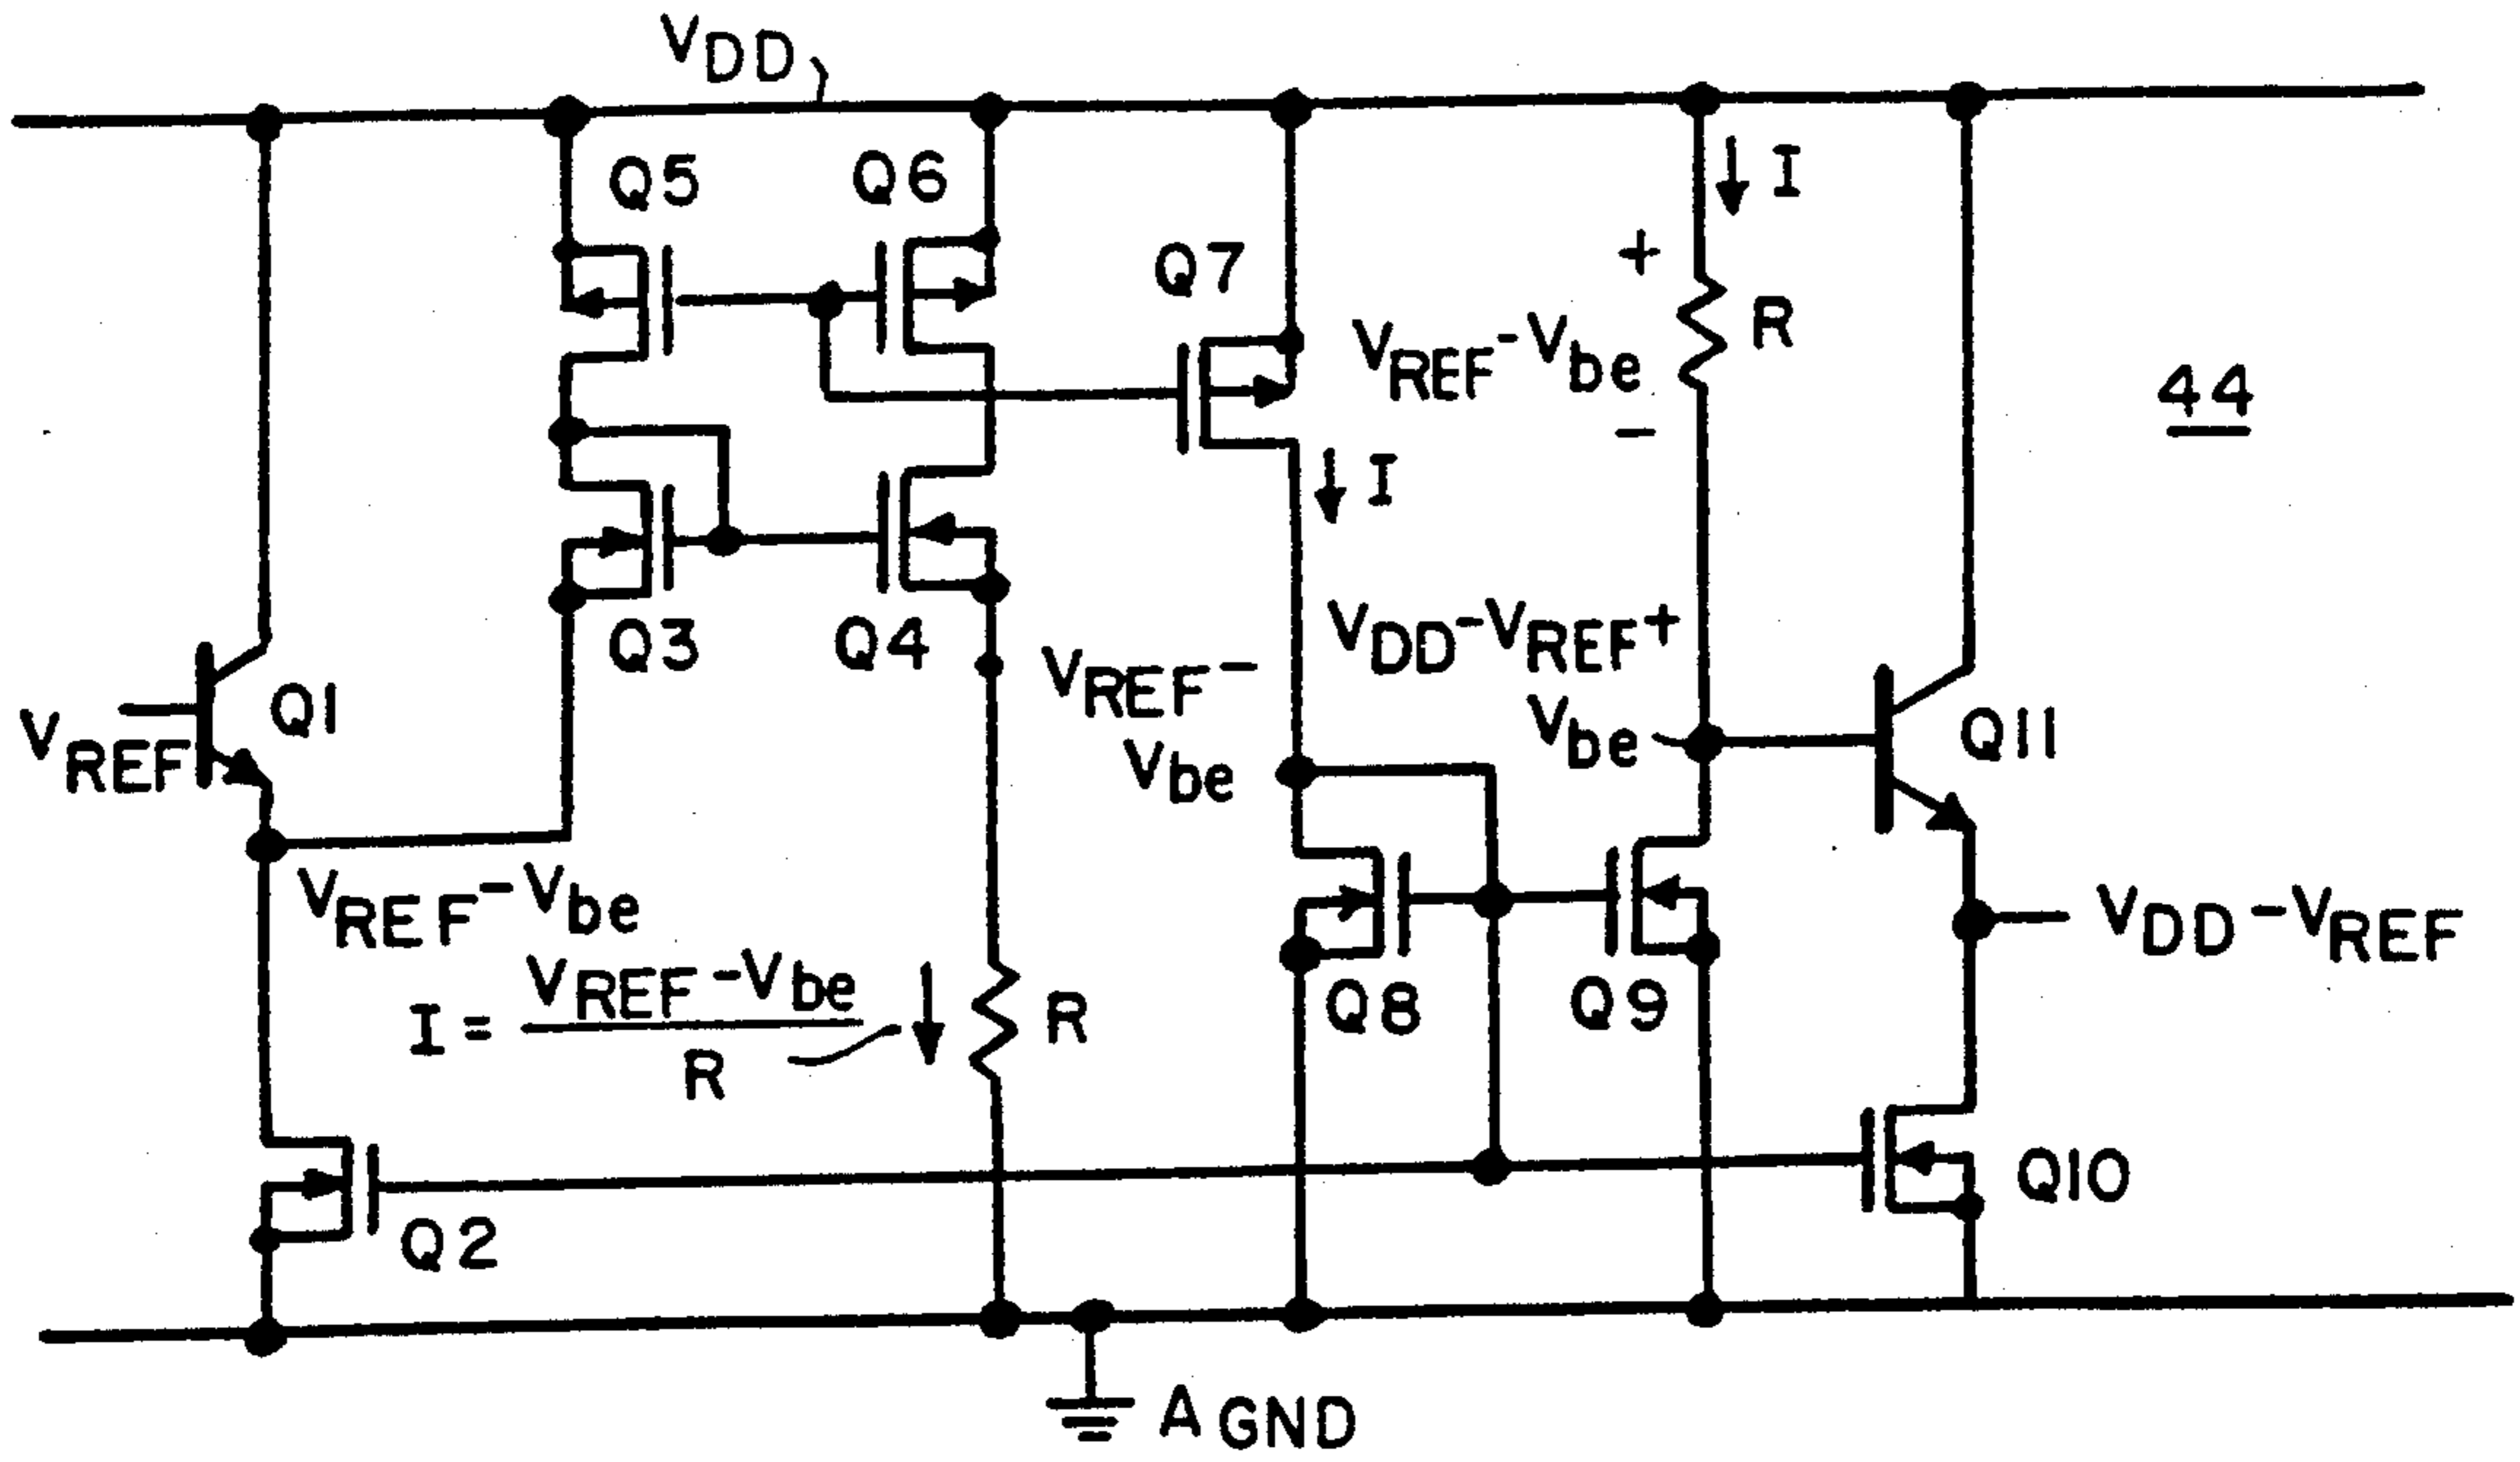 VDD
Q5
Q6
I
+
Q7
R
VREF-Vbe
-
44
I
Q3
Q4
VDD-VREF+
Vbe
VREF-
Vbe
Q1
VREF
Q11
VREF-Vbe
VDD-VREF
I = VREF-Vbe
R
R
Q8
Q9
Q2
Q10
AGND